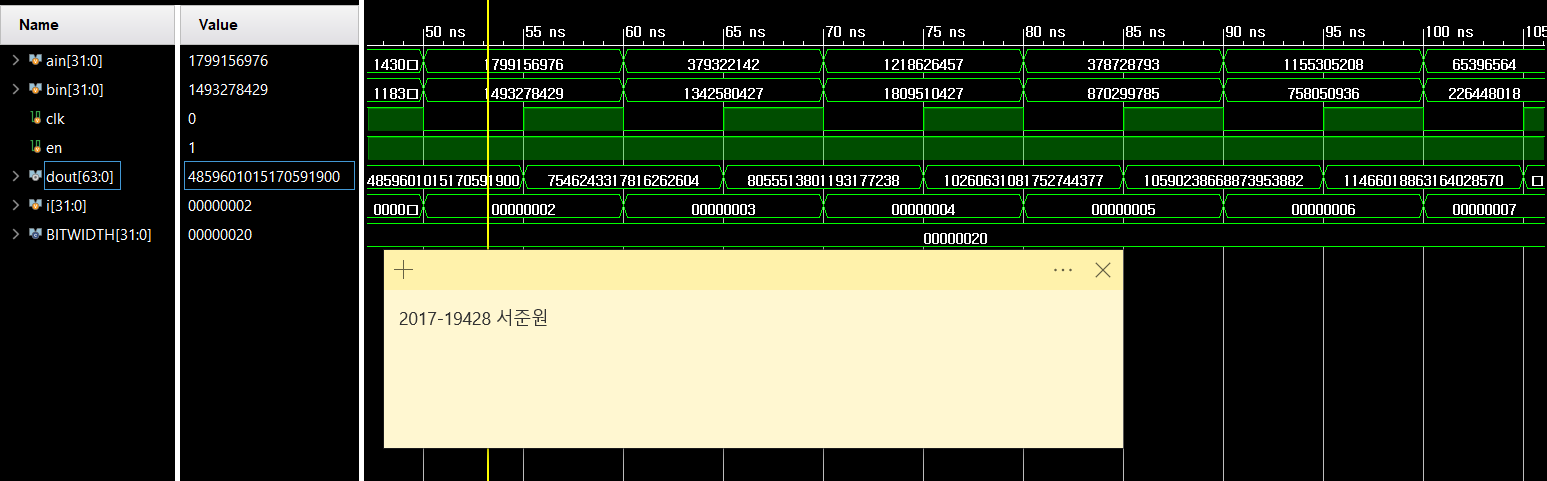 Name Value
50 ns 55 ns 60 ns 65 ns 70 ns 75 ns 80 ns 85 ns 90 ns 95 ns 100 ns 105
ain[31:0] 1799156976 1430 1799156976 379322142 1218626457 378728793 1155305208 65396564
bin[31:0] 1493278429 1183 1493278429 1342580427 1809510427 870299785 758050936 226448018
clk 0
en 1
dout[63:0] 4859601015170591900 4859601015170591900 7546243317816262604 8055513801193177238 10260631081752744377 10590238668873953882 11466018863164028570
i[31:0] 00000002 0000 00000002 00000003 00000004 00000005 00000006 00000007
BITWIDTH[31:0] 00000020 00000020
2017-19428 서준원